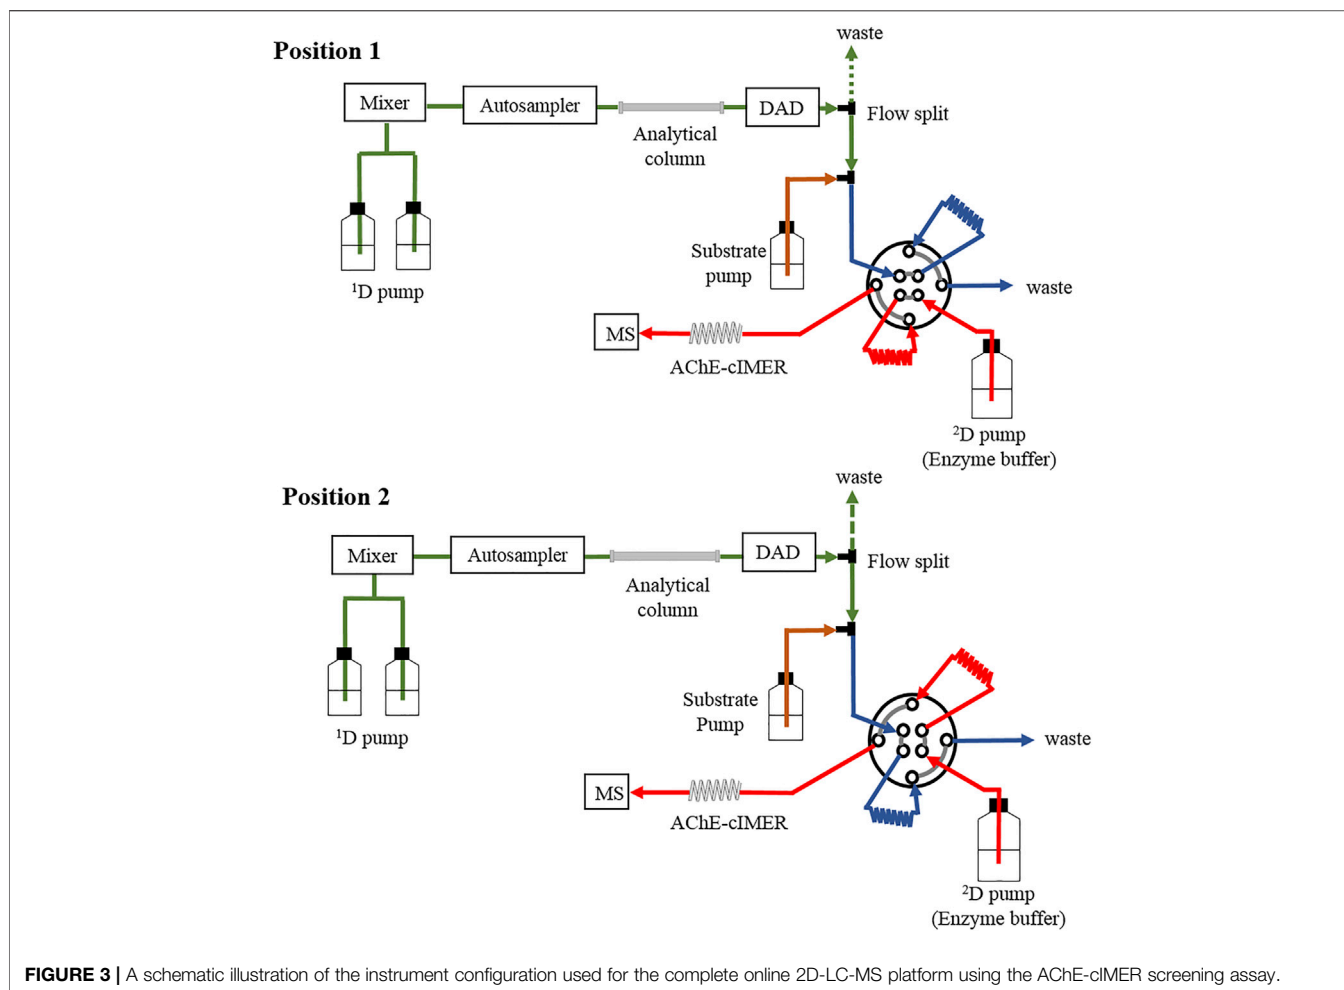 Position 1
waste
Mixer
Autosampler
DAD
Flow split
Analytical
column
¹D pump
Substrate
pump
waste
MS
AChE-cIMER
²D pump
(Enzyme buffer)
Position 2
waste
Mixer
Autosampler
DAD
Flow split
Analytical
column
¹D pump
Substrate
Pump
waste
MS
AChE-cIMER
²D pump
(Enzyme buffer)
FIGURE 3 | A schematic illustration of the instrument configuration used for the complete online 2D-LC-MS platform using the AChE-cIMER screening assay.